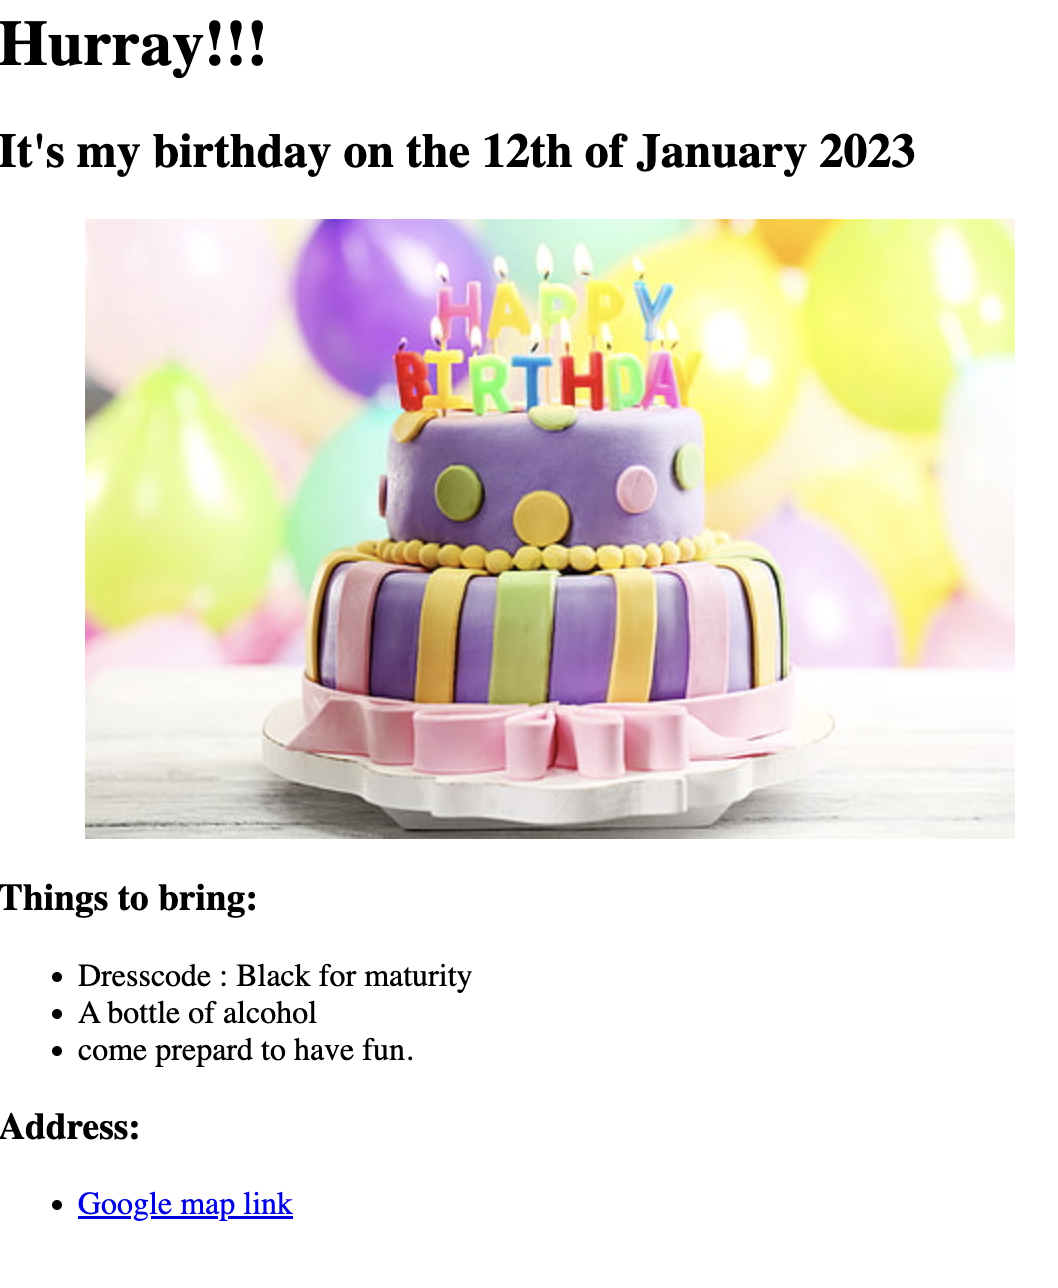 Hurray!!!
It's my birthday on the 12th of January 2023
HAPPY
BIRTHDAY
Things to bring:
Dresscode : Black for maturity
A bottle of alcohol
come prepard to have fun.
Address:
Google map link